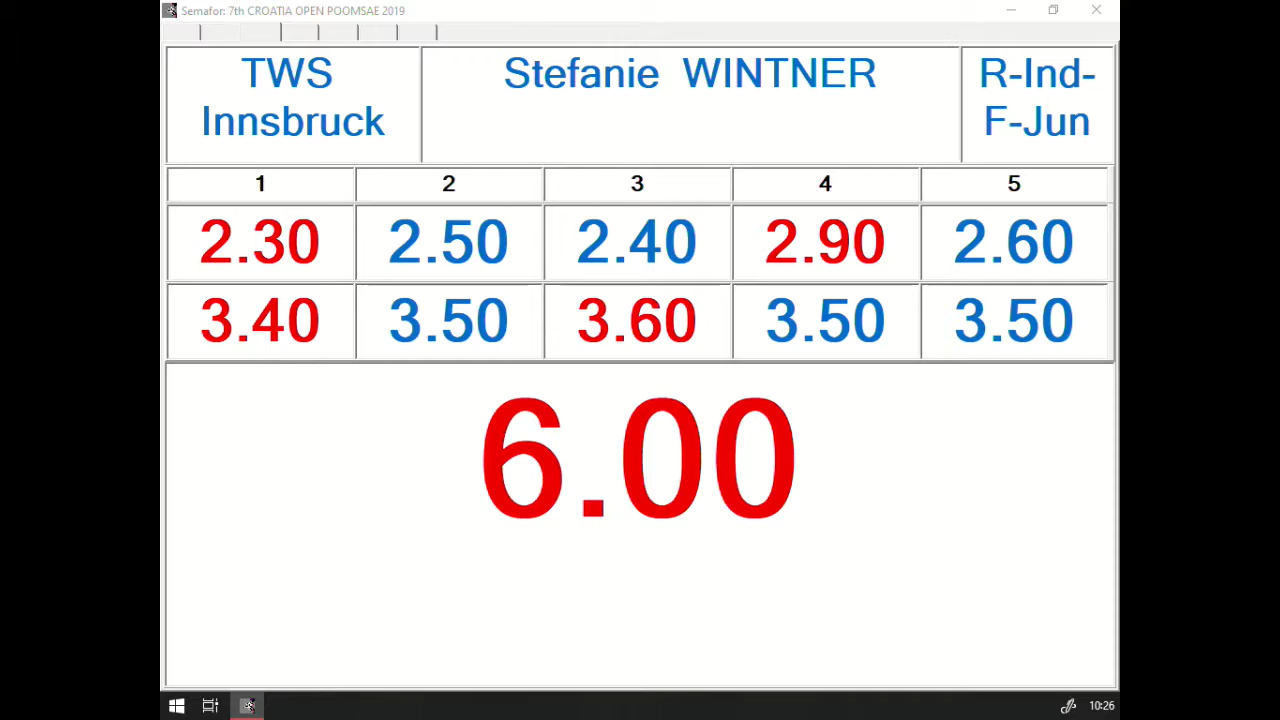 Semafor: 7th CROATIA OPEN POOMSAE 2019
TWS Innsbruck
Stefanie WINTNER
R-Ind-F-Jun
1 2 3 4 5
2.30 2.50 2.40 2.90 2.60
3.40 3.50 3.60 3.50 3.50
6.00
10:26